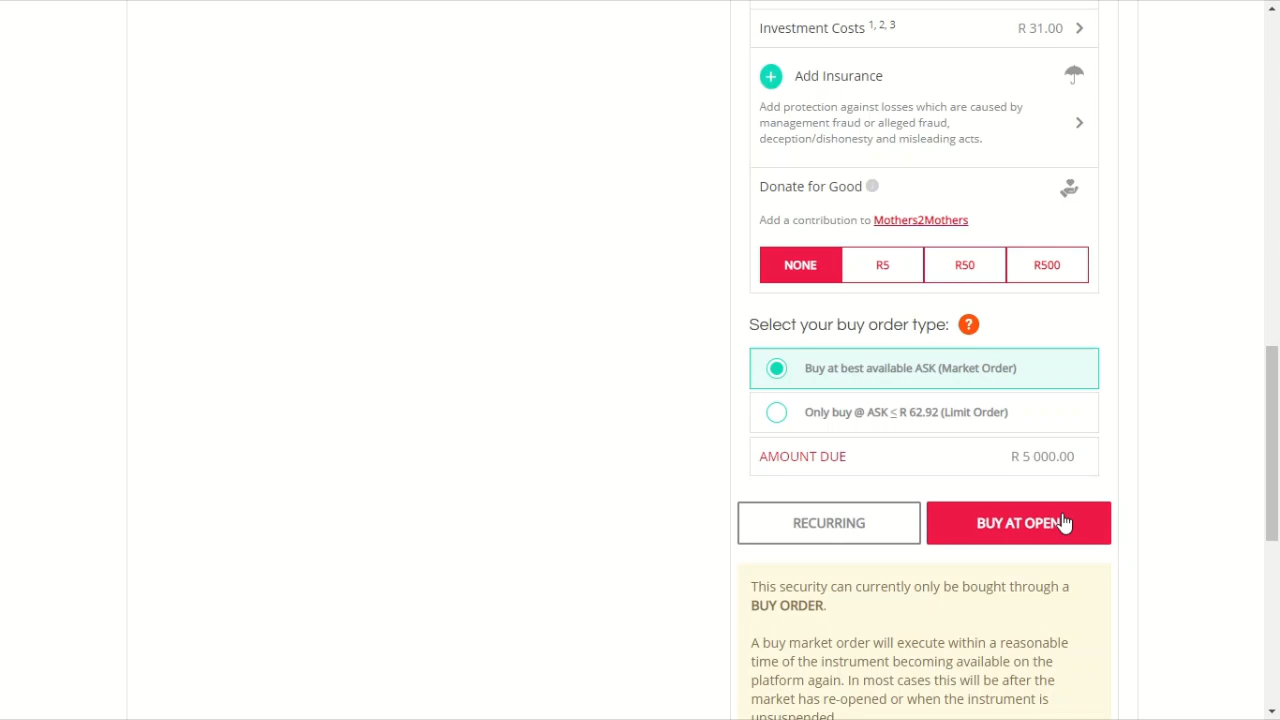 Investment Costs 1, 2, 3 R 31.00
Add Insurance
Add protection against losses which are caused by
management fraud or alleged fraud,
deception/dishonesty and misleading acts.
Donate for Good
Add a contribution to Mothers2Mothers
NONE R5 R50 R500
Select your buy order type: ?
Buy at best available ASK (Market Order)
Only buy @ ASK ≤ R 62.92 (Limit Order)
AMOUNT DUE R 5 000.00
RECURRING BUY AT OPEN
This security can currently only be bought through a
BUY ORDER.
A buy market order will execute within a reasonable
time of the instrument becoming available on the
platform again. In most cases this will be after the
market has re-opened or when the instrument is
unsuspended.